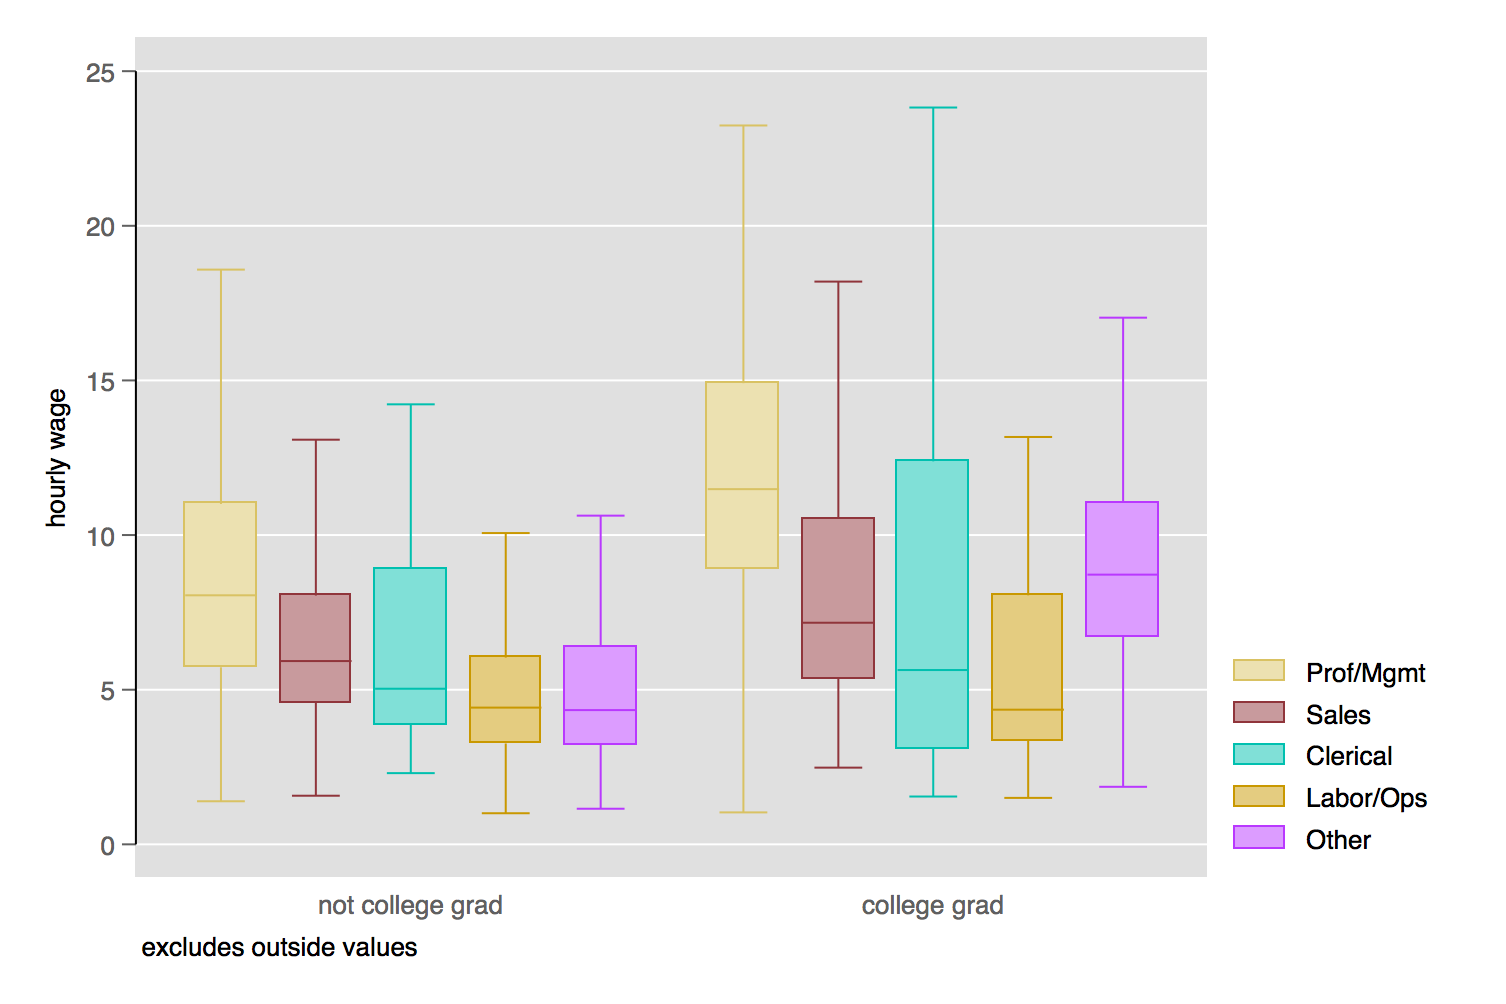 25
20
15
10
5
0
hourly wage
not college grad
college grad
excludes outside values
Prof/Mgmt
Sales
Clerical
Labor/Ops
Other